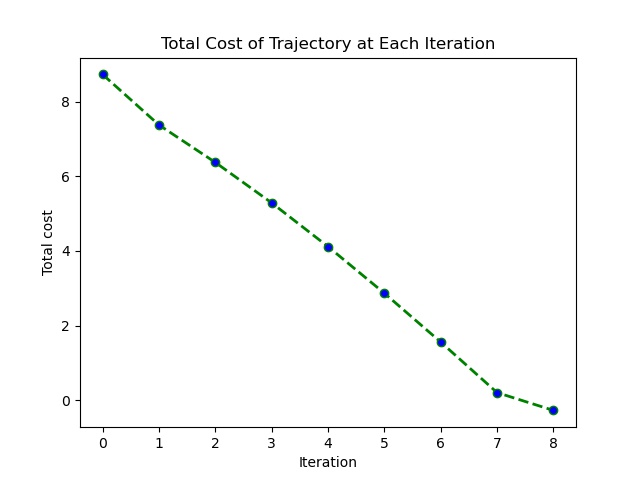 Total Cost of Trajectory at Each Iteration
8
6
4
2
0
Total cost
0 1 2 3 4 5 6 7 8
Iteration